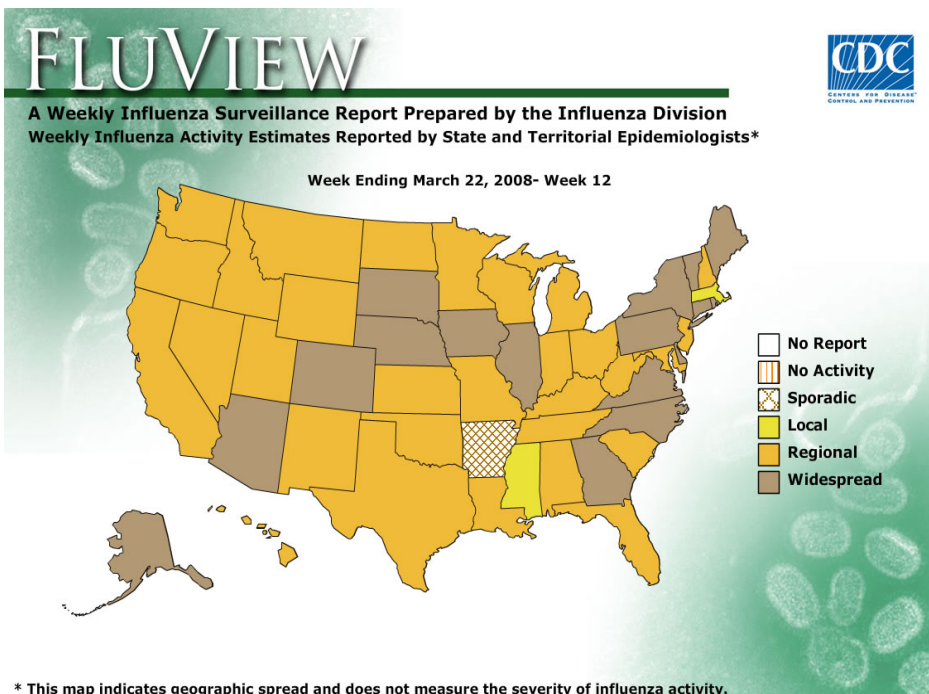 FLUVIEW
CDC
CENTERS FOR DISEASE
CONTROL AND PREVENTION
A Weekly Influenza Surveillance Report Prepared by the Influenza Division
Weekly Influenza Activity Estimates Reported by State and Territorial Epidemiologists*
Week Ending March 22, 2008- Week 12
No Report
No Activity
Sporadic
Local
Regional
Widespread
* This map indicates geographic spread and does not measure the severity of influenza activity.